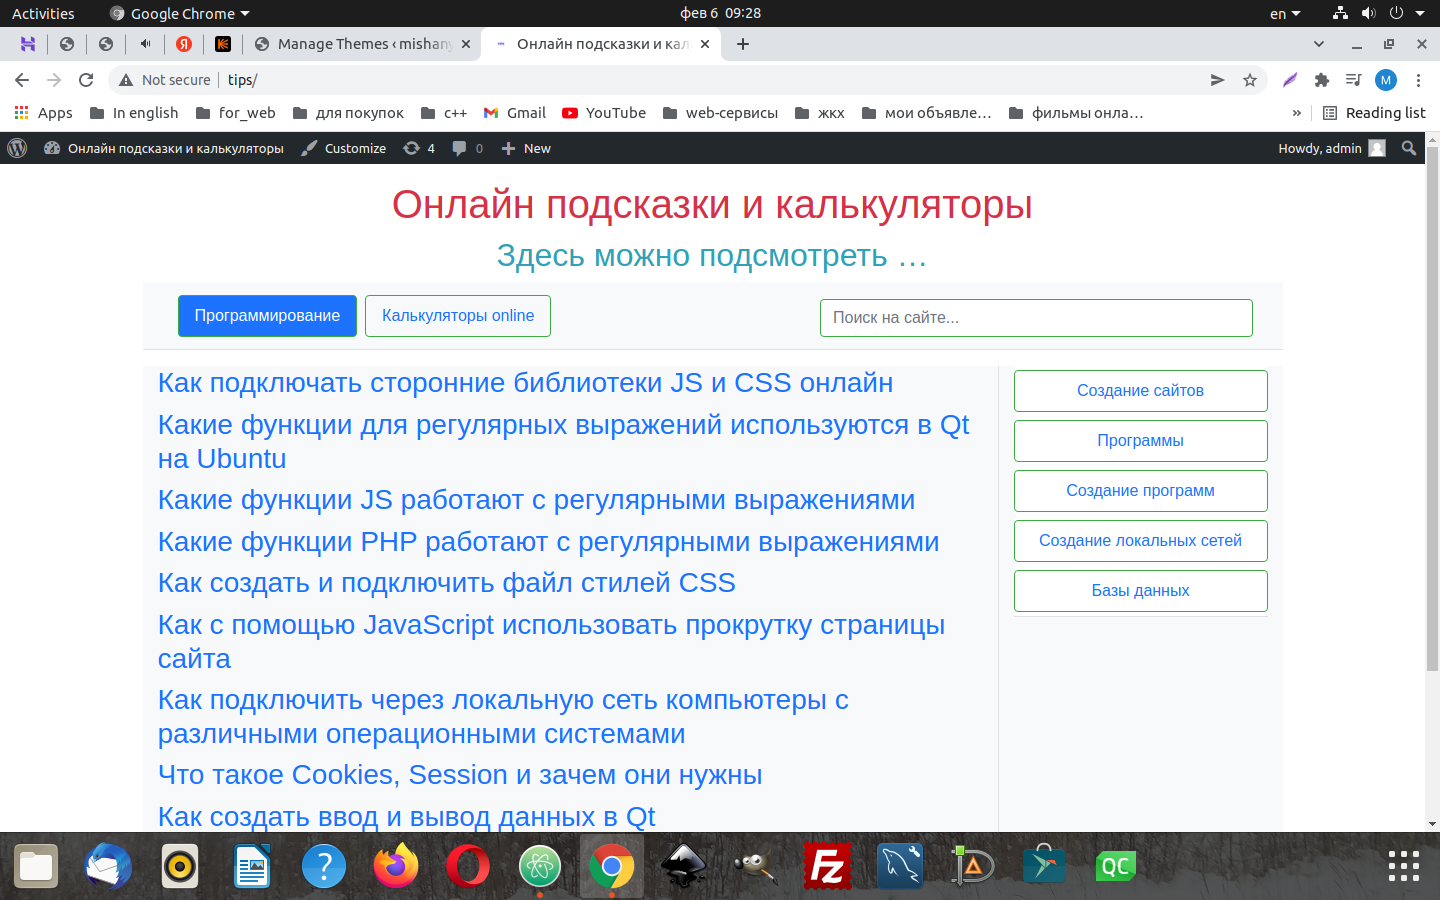 Activities Google Chrome фев 6 09:28 en
Manage Themes ‹ mishany Онлайн подсказки и каль
Not secure tips/ M
Apps In english for_web для покупок c++ Gmail YouTube web-сервисы жкх мои объявле… фильмы онла… » Reading list
Онлайн подсказки и калькуляторы Customize 4 0 New Howdy, admin
Онлайн подсказки и калькуляторы
Здесь можно подсмотреть …
Программирование Калькуляторы online Поиск на сайте...
Как подключать сторонние библиотеки JS и CSS онлайн
Какие функции для регулярных выражений используются в Qt
на Ubuntu
Какие функции JS работают с регулярными выражениями
Какие функции PHP работают с регулярными выражениями
Как создать и подключить файл стилей CSS
Как с помощью JavaScript использовать прокрутку страницы
сайта
Как подключить через локальную сеть компьютеры с
различными операционными системами
Что такое Cookies, Session и зачем они нужны
Как создать ввод и вывод данных в Qt
Создание сайтов
Программы
Создание программ
Создание локальных сетей
Базы данных
? FZ QC